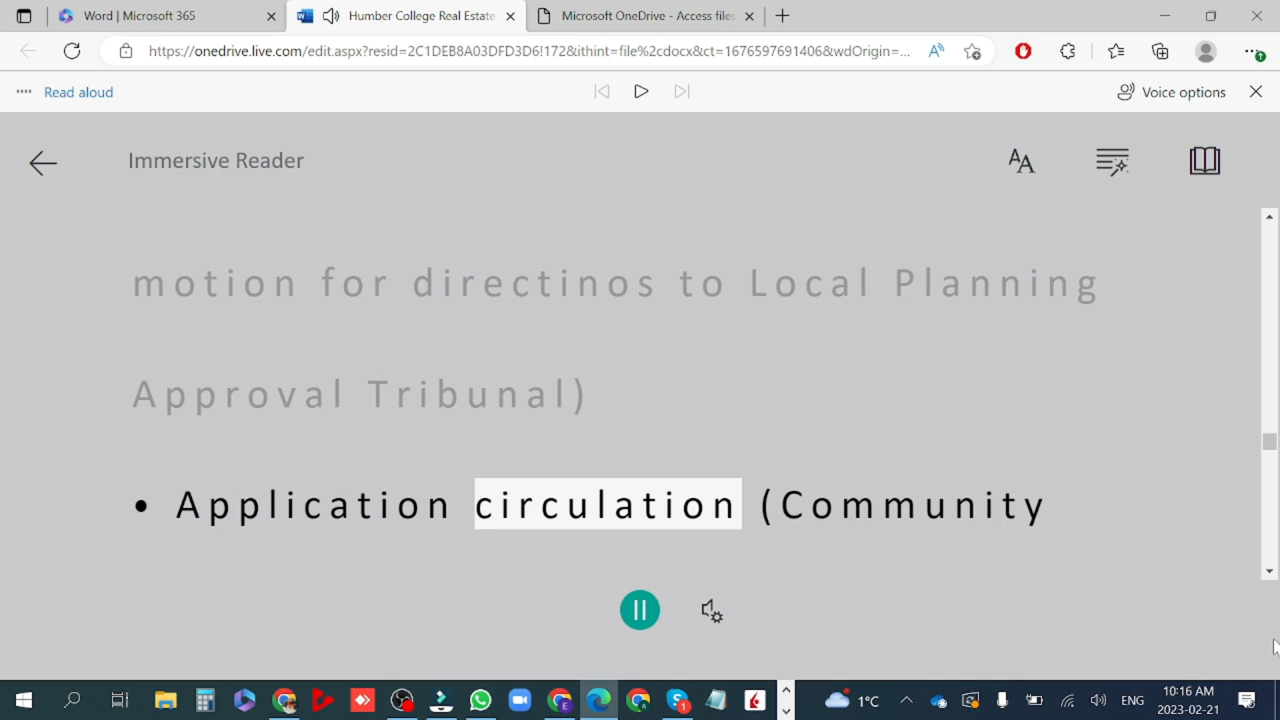 Word | Microsoft 365
Humber College Real Estate
Microsoft OneDrive - Access files
https://onedrive.live.com/edit.aspx?resid=2C1DEB8A03DFD3D6!172&ithint=file%2cdocx&ct=1676597691406&wdOrigin=...
Read aloud
Voice options
Immersive Reader
motion for directinos to Local Planning
Approval Tribunal)
• Application circulation (Community
1°C
ENG
10:16 AM
2023-02-21